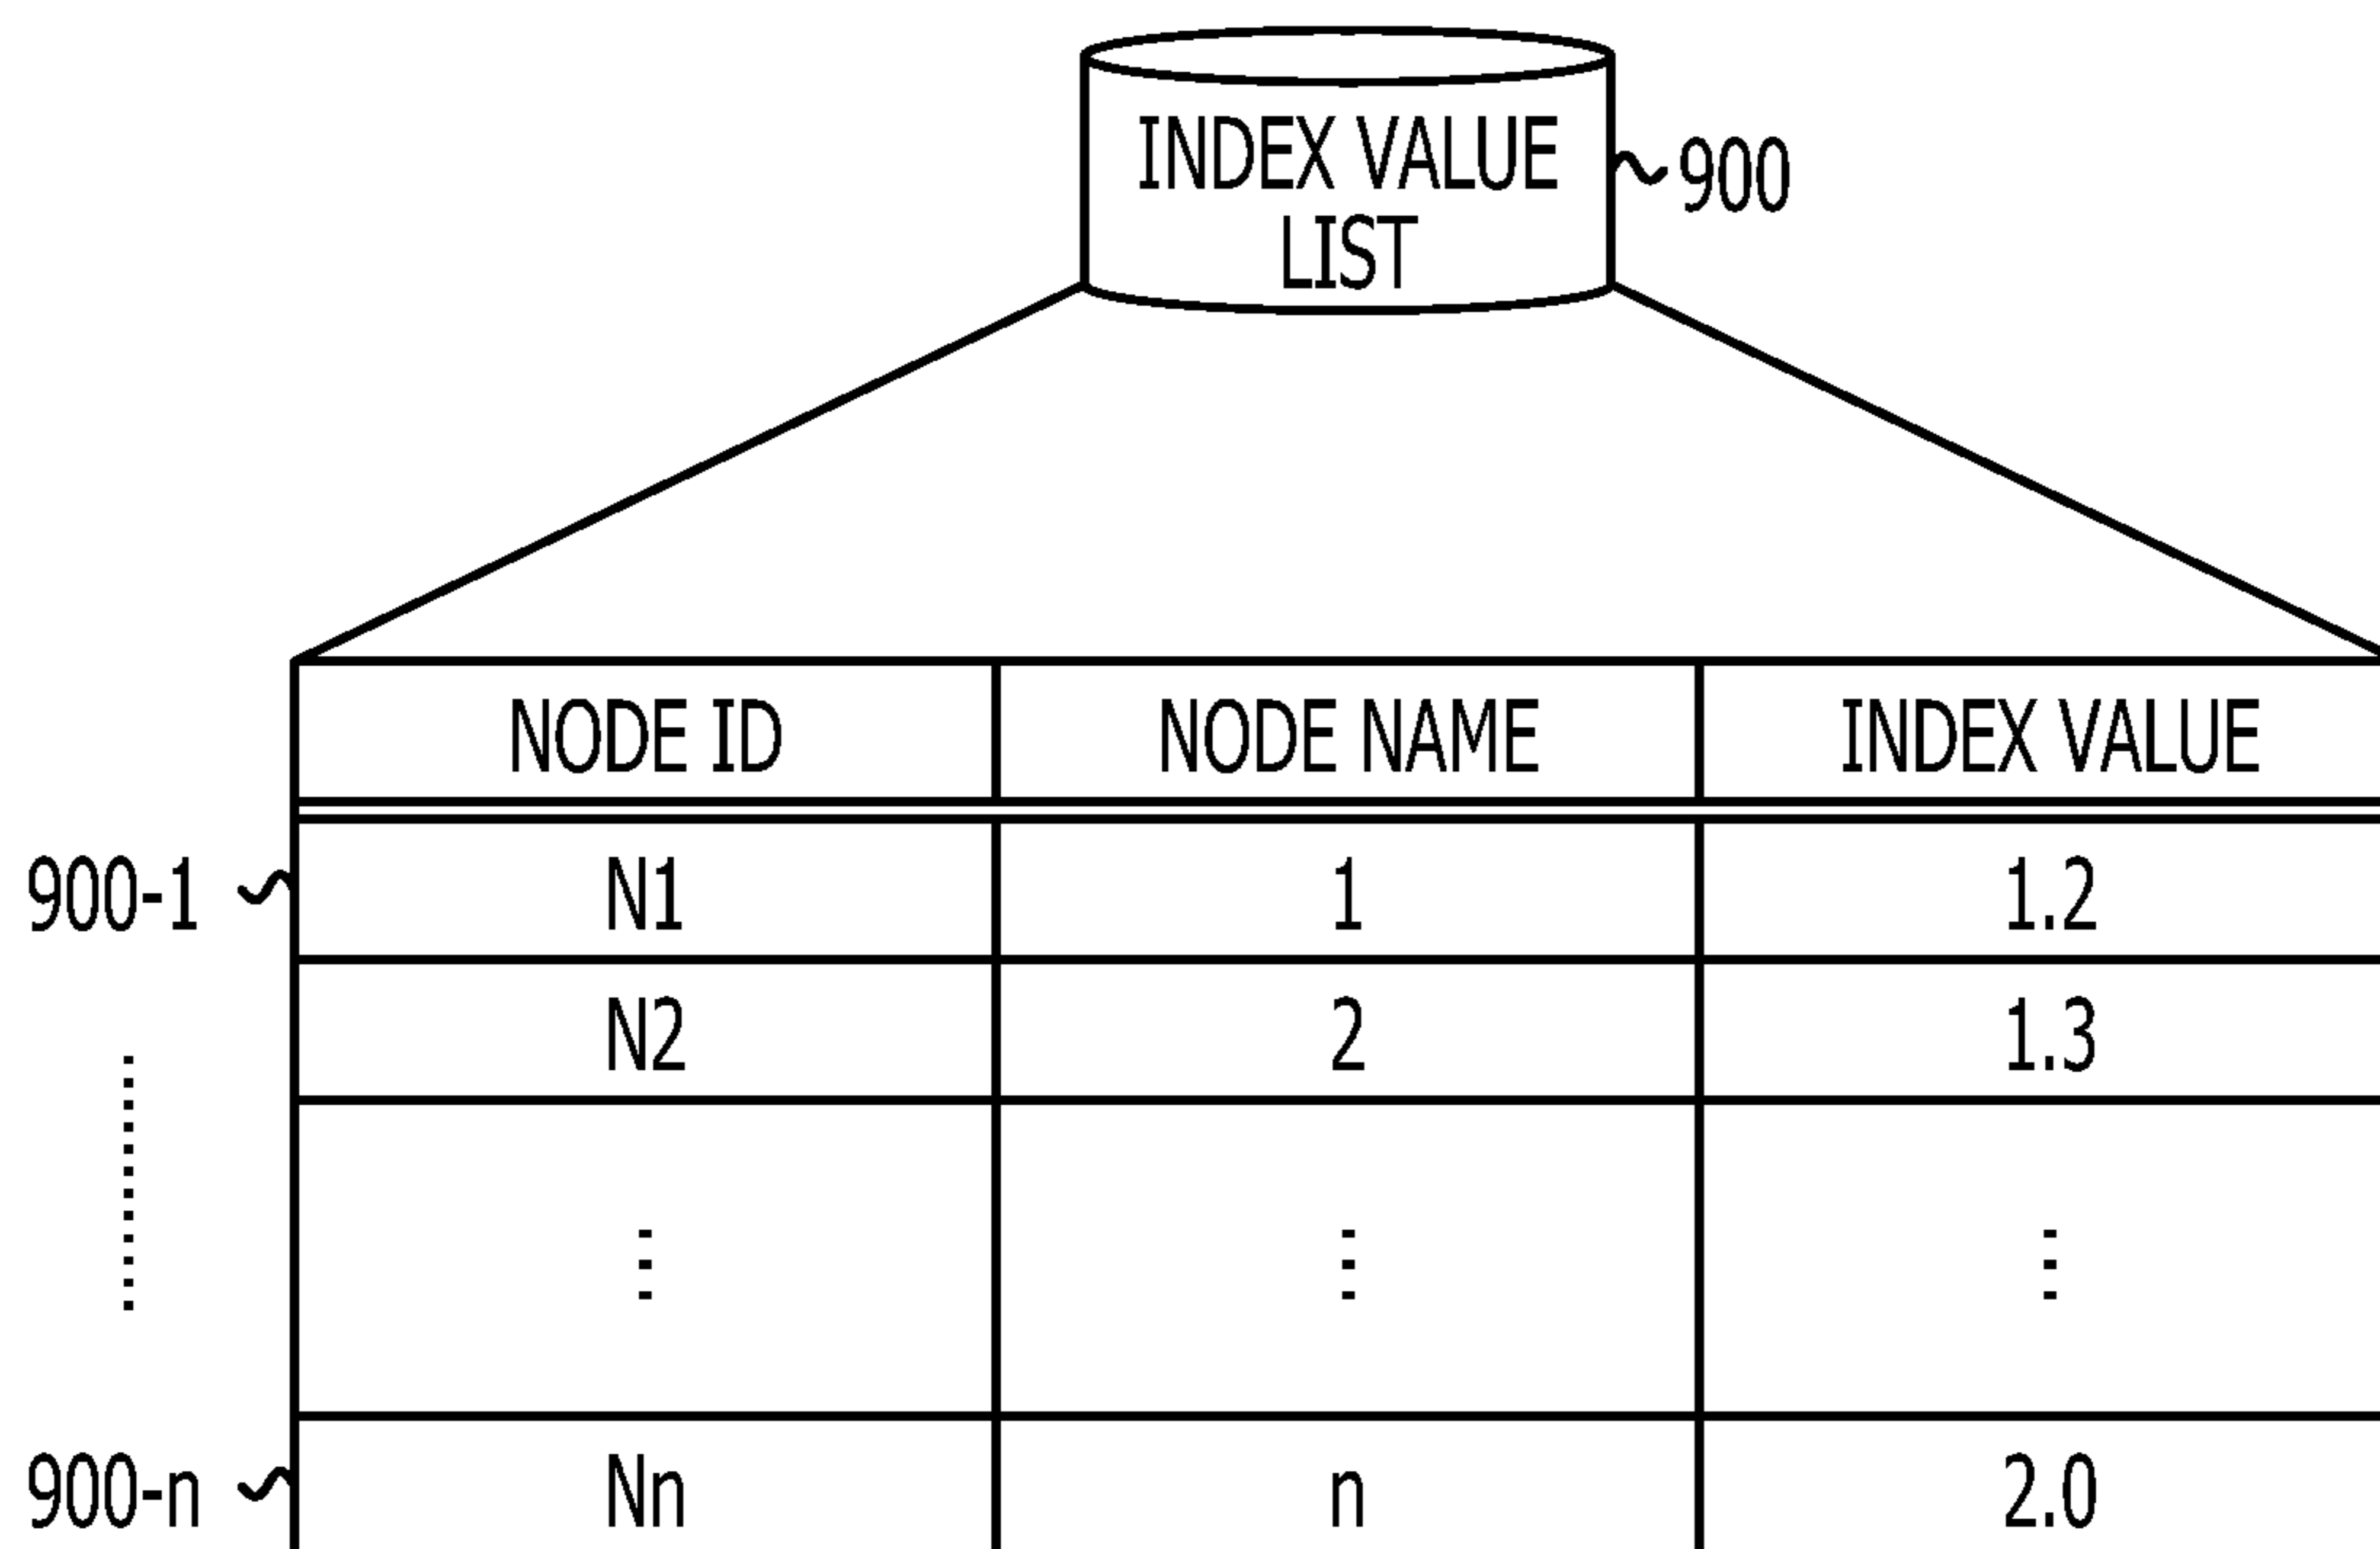 INDEX VALUE
LIST
900
NODE ID NODE NAME INDEX VALUE
900-1 N1 1 1.2
N2 2 1.3
900-n Nn n 2.0